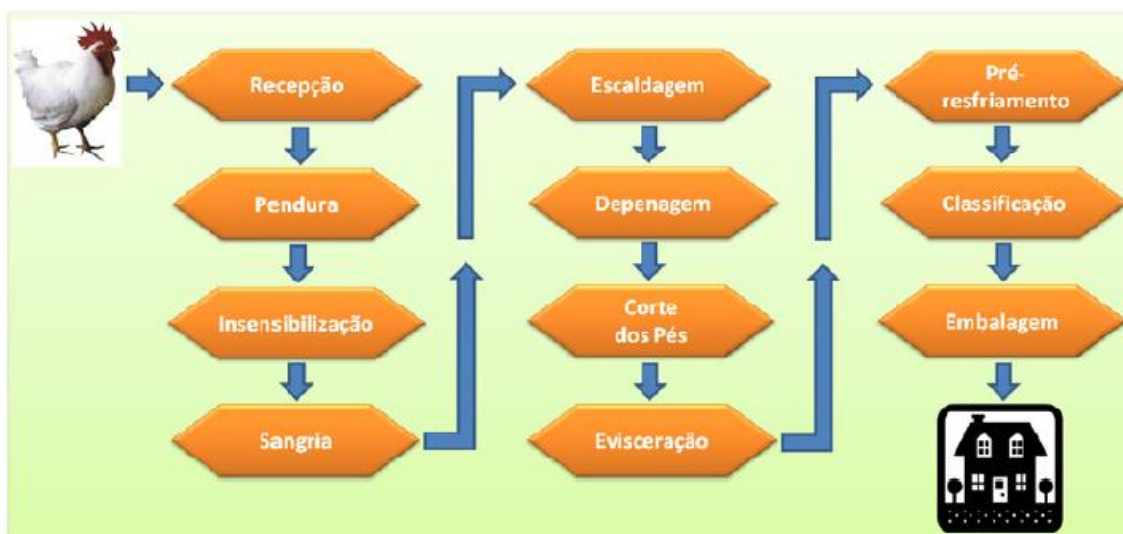 Recepção
Pendura
Insensibilização
Sangria
Escaldagem
Depenagem
Corte
dos Pés
Evisceração
Pré-
resfriamento
Classificação
Embalagem